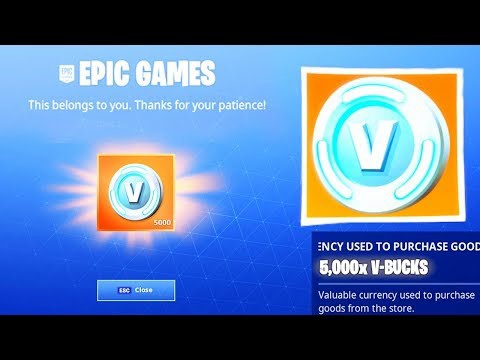 EPIC GAMES
This belongs to you. Thanks for your patience!
V
5000
ESC Close
V
ENCY USED TO PURCHASE GOOD
5,000x V-BUCKS
Valuable currency used to purchase
goods from the store.